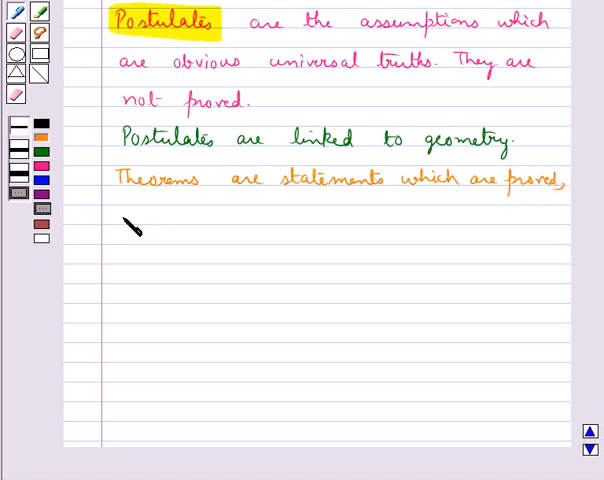 Postulates are the assumptions which
are obvious universal truths. They are
not proved.
Postulates are linked to geometry.
Theorems are statements which are proved,